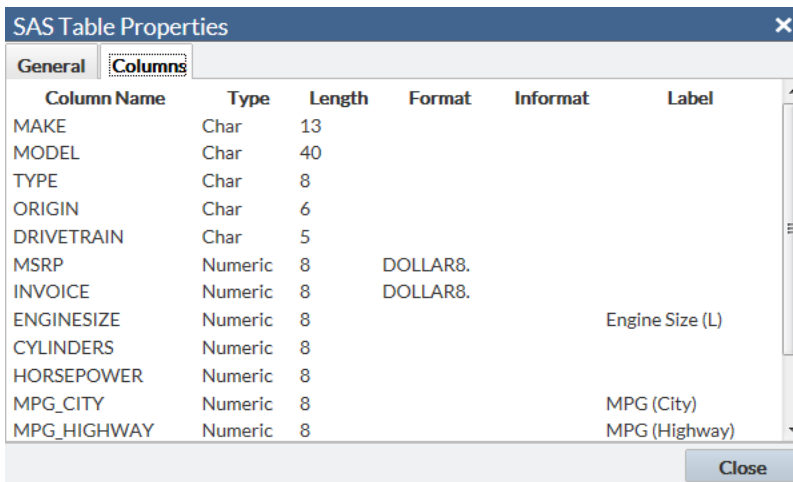 SAS Table Properties
General Columns
Column Name Type Length Format Informat Label
MAKE Char 13
MODEL Char 40
TYPE Char 8
ORIGIN Char 6
DRIVETRAIN Char 5
MSRP Numeric 8 DOLLAR8.
INVOICE Numeric 8 DOLLAR8.
ENGINESIZE Numeric 8 Engine Size (L)
CYLINDERS Numeric 8
HORSEPOWER Numeric 8
MPG_CITY Numeric 8 MPG (City)
MPG_HIGHWAY Numeric 8 MPG (Highway)
Close